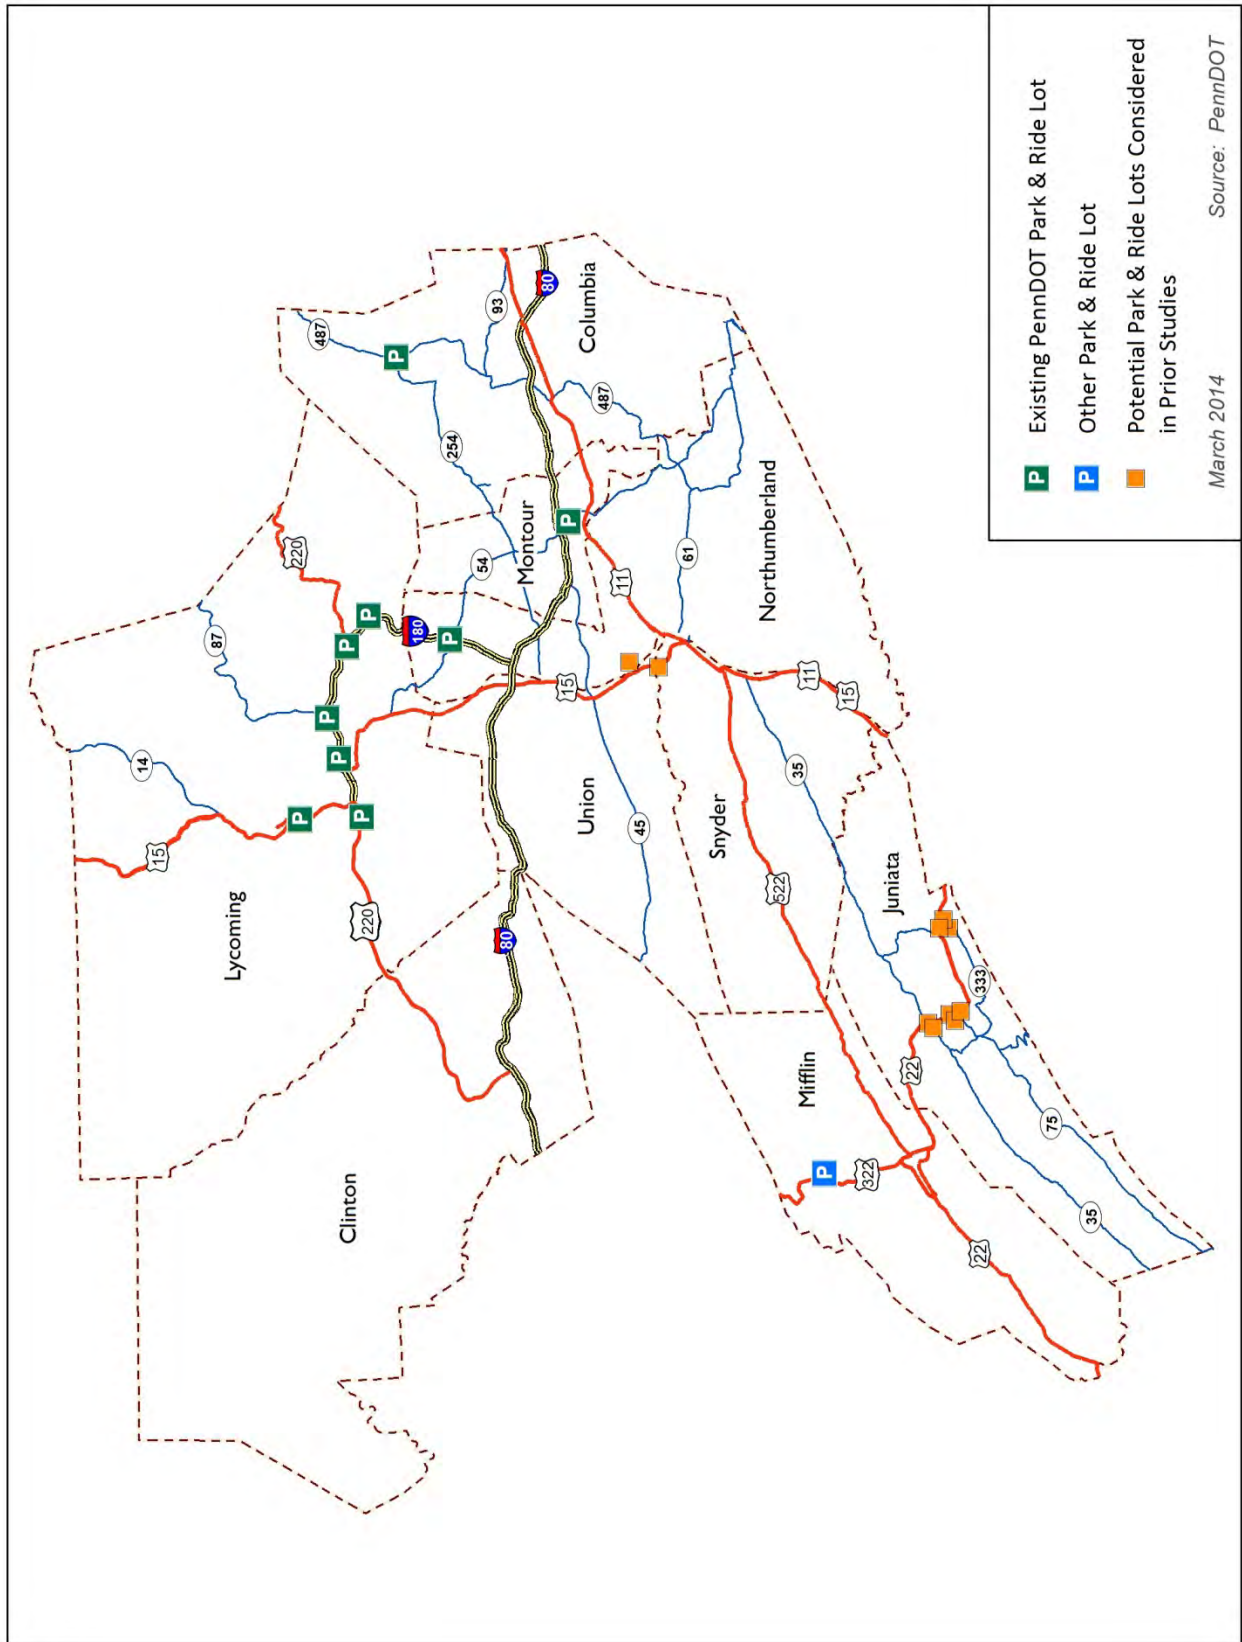 Lycoming
Clinton
Columbia
Montour
Northumberland
Union
Snyder
Juniata
Mifflin
15
14
87
220
220
180
54
254
487
93
80
80
487
61
11
15
45
11
15
35
522
333
22
322
75
35
22
P
P
P
P
P
P
P
P
P
P
P Existing PennDOT Park & Ride Lot
P Other Park & Ride Lot
Potential Park & Ride Lots Considered
in Prior Studies
March 2014 Source: PennDOT